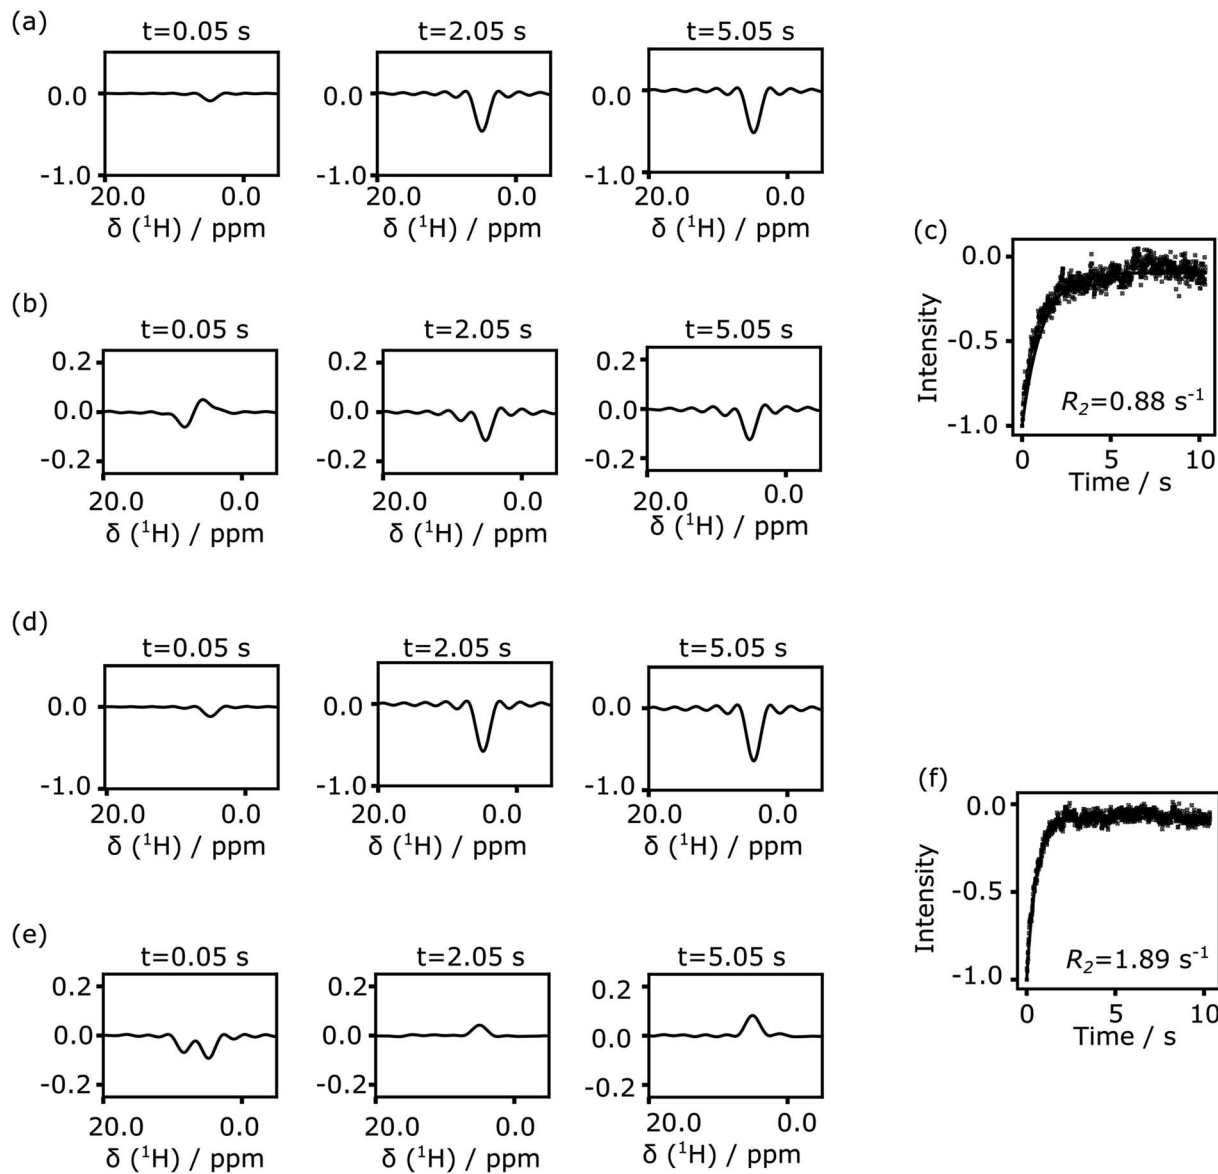 (a)
t=0.05 s t=2.05 s t=5.05 s
0.0 0.0 0.0
-1.0 -1.0 -1.0
20.0 0.0 20.0 0.0 20.0 0.0
δ (¹H) / ppm δ (¹H) / ppm δ (¹H) / ppm
(b)
t=0.05 s t=2.05 s t=5.05 s
0.2 0.2 0.2
0.0 0.0 0.0
-0.2 -0.2 -0.2
20.0 0.0 20.0 0.0 20.0 0.0
δ (¹H) / ppm δ (¹H) / ppm δ (¹H) / ppm
(c)
0.0
-0.5
-1.0
Intensity
R₂=0.88 s⁻¹
0 5 10
Time / s
(d)
t=0.05 s t=2.05 s t=5.05 s
0.0 0.0 0.0
-1.0 -1.0 -1.0
20.0 0.0 20.0 0.0 20.0 0.0
δ (¹H) / ppm δ (¹H) / ppm δ (¹H) / ppm
(e)
t=0.05 s t=2.05 s t=5.05 s
0.2 0.2 0.2
0.0 0.0 0.0
-0.2 -0.2 -0.2
20.0 0.0 20.0 0.0 20.0 0.0
δ (¹H) / ppm δ (¹H) / ppm δ (¹H) / ppm
(f)
0.0
-0.5
-1.0
Intensity
R₂=1.89 s⁻¹
0 5 10
Time / s